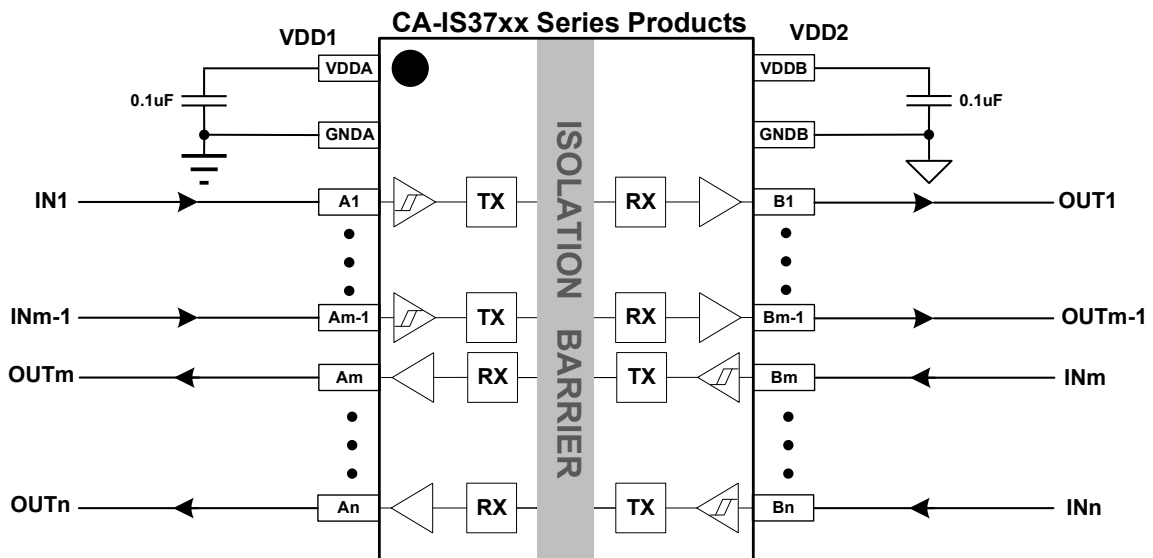 CA-IS37xx Series Products
VDD1
VDD2
VDDA
VDDB
0.1uF
0.1uF
GNDA
GNDB
ISOLATION BARRIER
IN1
A1
TX
RX
B1
OUT1
INm-1
Am-1
TX
RX
Bm-1
OUTm-1
OUTm
Am
RX
TX
Bm
INm
OUTn
An
RX
TX
Bn
INn